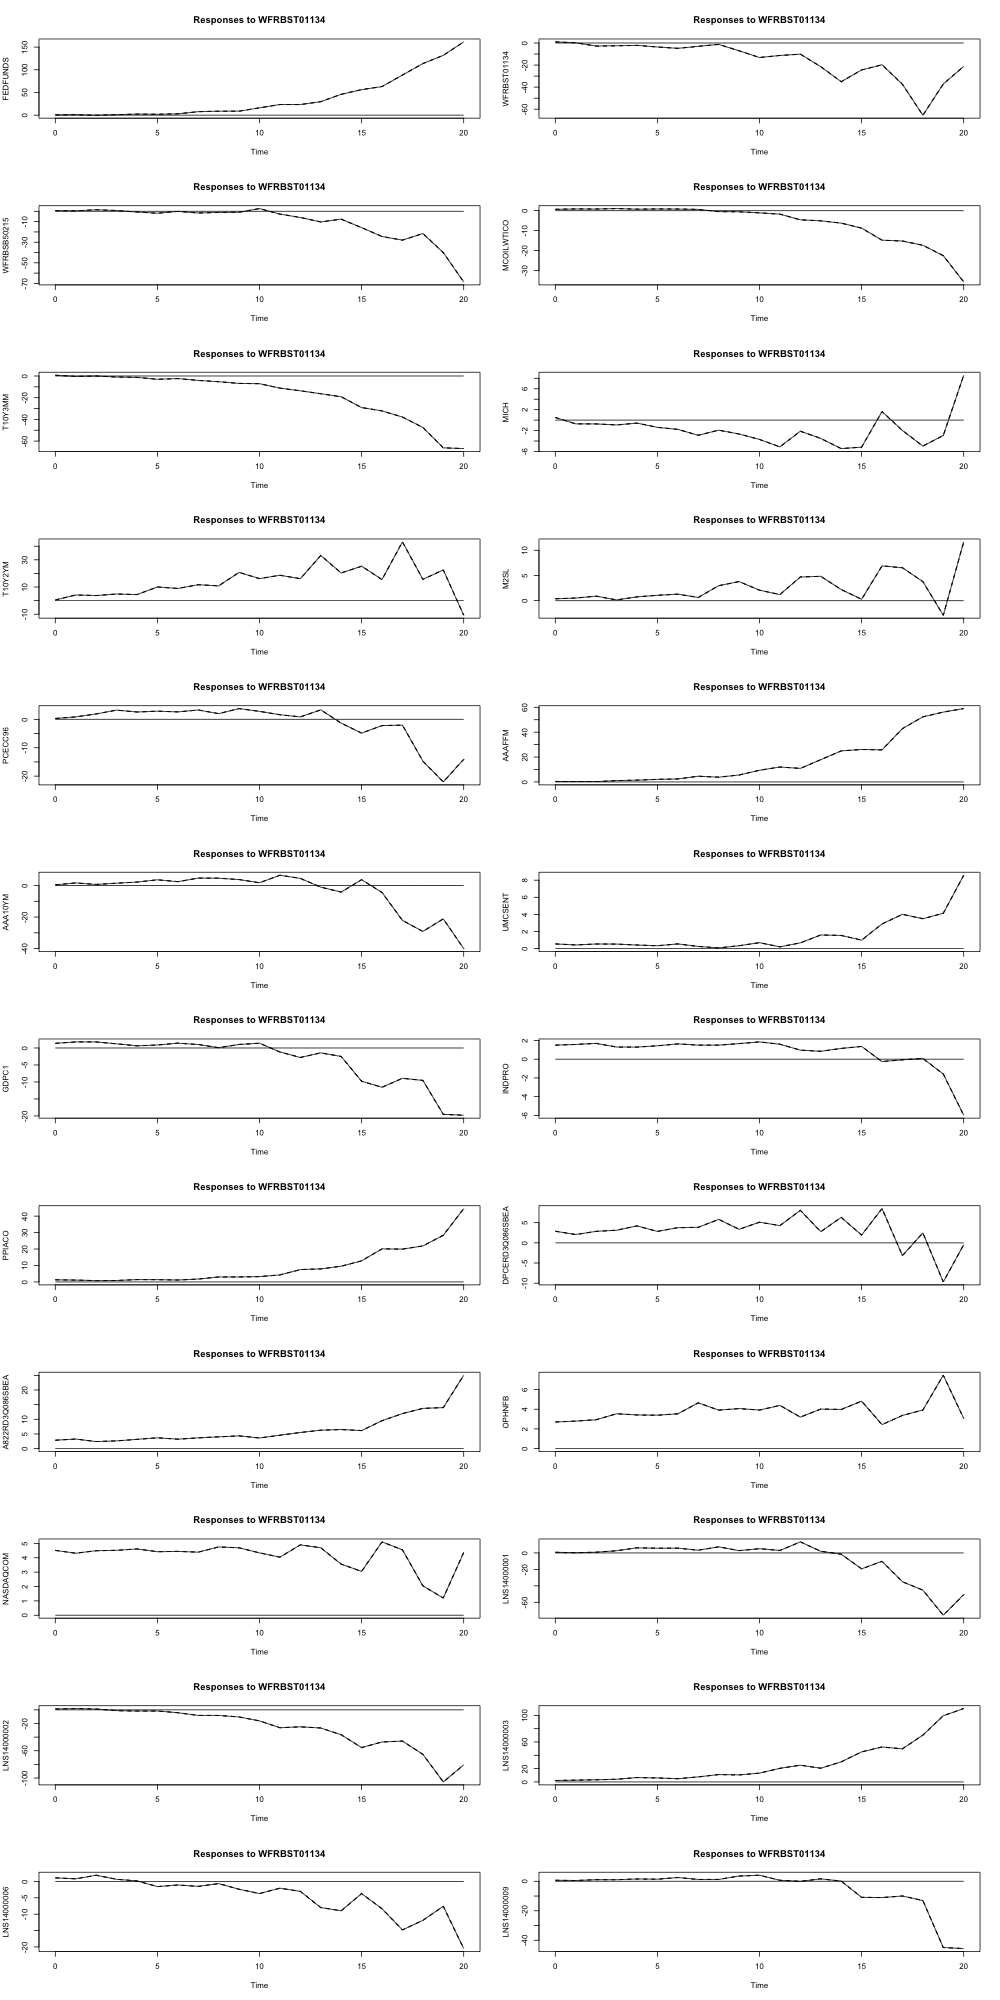 Responses to WFRBST01134
FEDFUNDS
0 50 100 150
0 5 10 15 20
Time
Responses to WFRBST01134
WFRBST01134
-60 -40 -20 0
0 5 10 15 20
Time
Responses to WFRBST01134
WFRBSB50215
-70 -50 -30 -10
0 5 10 15 20
Time
Responses to WFRBST01134
MCOILWTICO
-30 -20 -10 0
0 5 10 15 20
Time
Responses to WFRBST01134
T10Y3MM
-60 -40 -20 0
0 5 10 15 20
Time
Responses to WFRBST01134
MICH
-6 -2 2 6
0 5 10 15 20
Time
Responses to WFRBST01134
T10Y2YM
-10 10 30
0 5 10 15 20
Time
Responses to WFRBST01134
M2SL
0 5 10
0 5 10 15 20
Time
Responses to WFRBST01134
PCECC96
-20 -10 0
0 5 10 15 20
Time
Responses to WFRBST01134
AAAFFM
0 20 40 60
0 5 10 15 20
Time
Responses to WFRBST01134
AAA10YM
-40 -20 0
0 5 10 15 20
Time
Responses to WFRBST01134
UMCSENT
0 2 4 6 8
0 5 10 15 20
Time
Responses to WFRBST01134
GDPC1
-20 -10 -5 0
0 5 10 15 20
Time
Responses to WFRBST01134
INDPRO
-6 -4 -2 0 2
0 5 10 15 20
Time
Responses to WFRBST01134
PPIACO
0 10 20 30 40
0 5 10 15 20
Time
Responses to WFRBST01134
DPCERD3Q086SBEA
-10 -5 0 5
0 5 10 15 20
Time
Responses to WFRBST01134
A822RD3Q086SBEA
0 5 10 20
0 5 10 15 20
Time
Responses to WFRBST01134
OPHNFB
0 2 4 6
0 5 10 15 20
Time
Responses to WFRBST01134
NASDAQCOM
0 1 2 3 4 5
0 5 10 15 20
Time
Responses to WFRBST01134
LNS14000001
-60 -20 0
0 5 10 15 20
Time
Responses to WFRBST01134
LNS14000002
-100 -60 -20
0 5 10 15 20
Time
Responses to WFRBST01134
LNS14000003
0 20 60 100
0 5 10 15 20
Time
Responses to WFRBST01134
LNS14000006
-20 -10 -5 0
0 5 10 15 20
Time
Responses to WFRBST01134
LNS14000009
-40 -20 0
0 5 10 15 20
Time